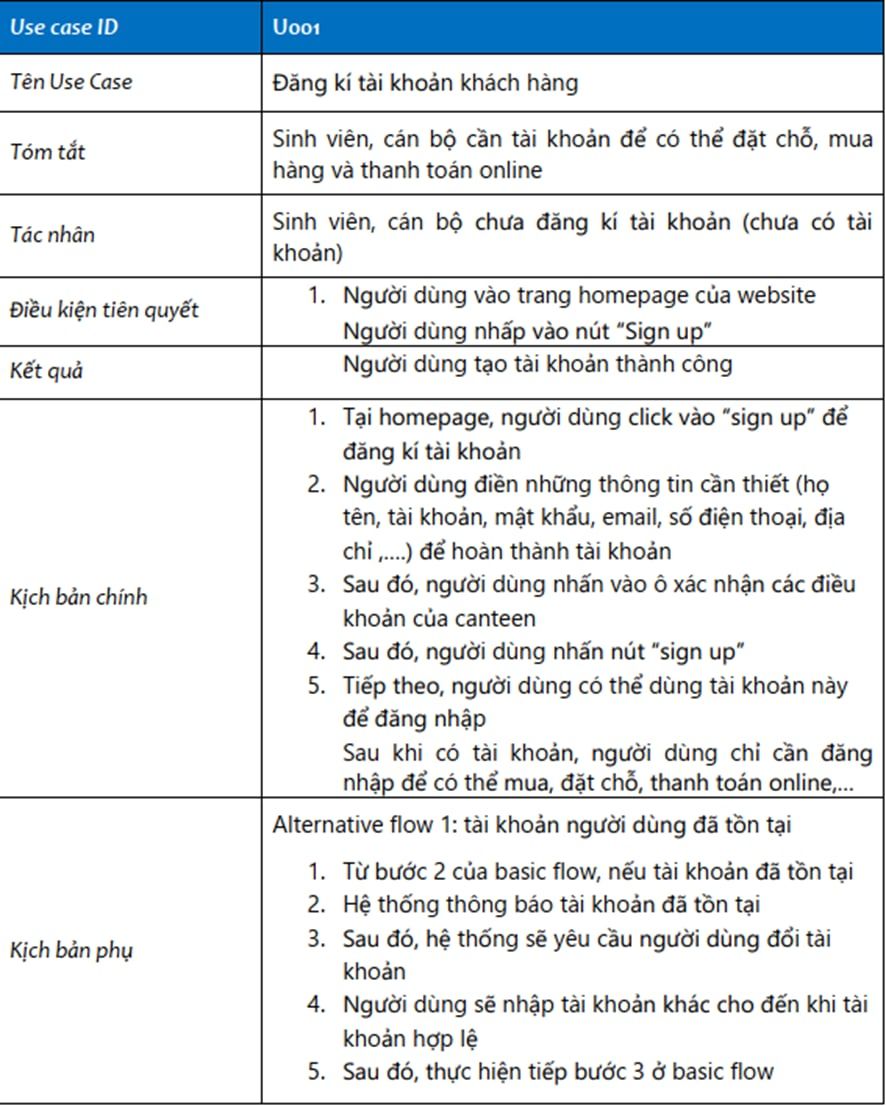 Use case ID U001
Tên Use Case Đăng kí tài khoản khách hàng
Tóm tắt
Sinh viên, cán bộ cần tài khoản để có thể đặt chỗ, mua
hàng và thanh toán online
Tác nhân
Sinh viên, cán bộ chưa đăng kí tài khoản (chưa có tài
khoản)
Điều kiện tiên quyết
1. Người dùng vào trang homepage của website
Người dùng nhấp vào nút “Sign up”
Kết quả
Người dùng tạo tài khoản thành công
Kịch bản chính
1. Tại homepage, người dùng click vào “sign up” để
đăng kí tài khoản
2. Người dùng điền những thông tin cần thiết (họ
tên, tài khoản, mật khẩu, email, số điện thoại, địa
chỉ ,....) để hoàn thành tài khoản
3. Sau đó, người dùng nhấn vào ô xác nhận các điều
khoản của canteen
4. Sau đó, người dùng nhấn nút “sign up”
5. Tiếp theo, người dùng có thể dùng tài khoản này
để đăng nhập
Sau khi có tài khoản, người dùng chỉ cần đăng
nhập để có thể mua, đặt chỗ, thanh toán online,...
Kịch bản phụ
Alternative flow 1: tài khoản người dùng đã tồn tại
1. Từ bước 2 của basic flow, nếu tài khoản đã tồn tại
2. Hệ thống thông báo tài khoản đã tồn tại
3. Sau đó, hệ thống sẽ yêu cầu người dùng đổi tài
khoản
4. Người dùng sẽ nhập tài khoản khác cho đến khi tài
khoản hợp lệ
5. Sau đó, thực hiện tiếp bước 3 ở basic flow